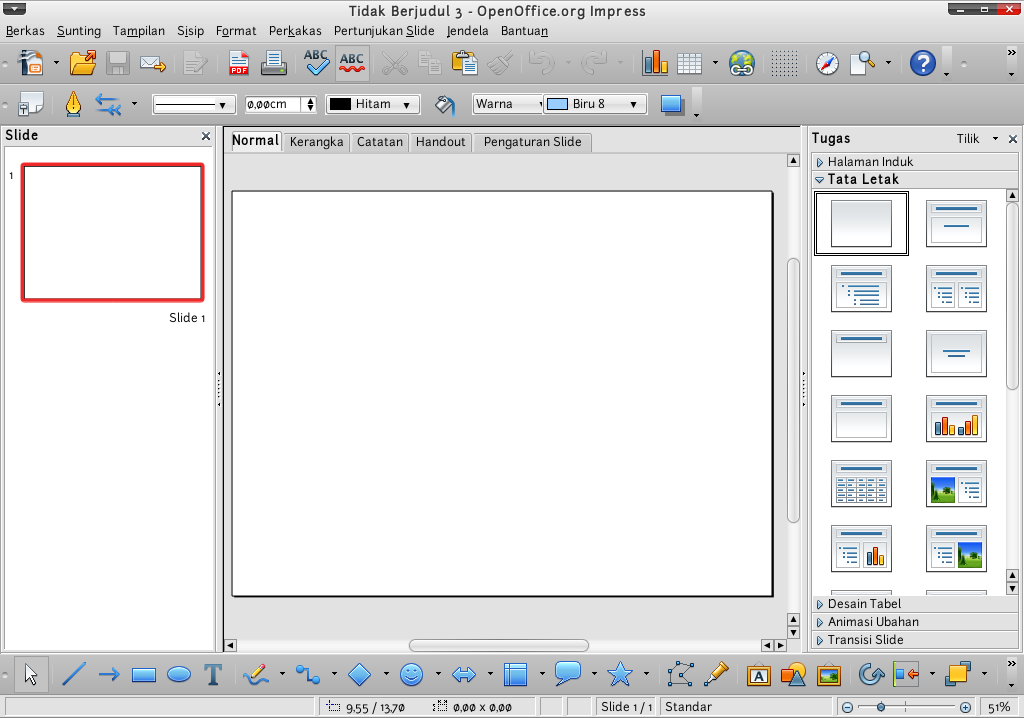 Tidak Berjudul 3 - OpenOffice.org Impress
Berkas Sunting Tampilan Sisip Format Perkakas Pertunjukan Slide Jendela Bantuan
PDF ABC ABC
0,00cm Hitam Warna Biru 8
Slide
Normal Kerangka Catatan Handout Pengaturan Slide
Tugas Tilik
Halaman Induk
Tata Letak
1
Slide 1
Desain Tabel
Animasi Ubahan
Transisi Slide
T A
9.55 / 13.70 0,00 x 0,00 Slide 1 / 1 Standar 51%